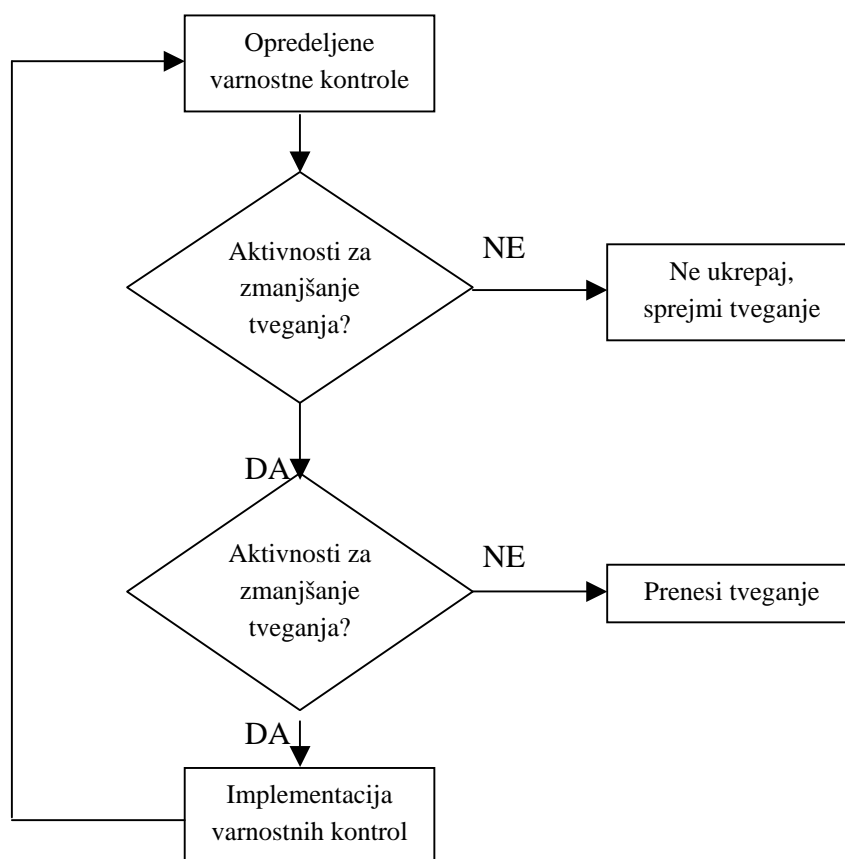 Opredeljene
varnostne kontrole
Aktivnosti za
zmanjšanje
tveganja?
NE
Ne ukrepaj,
sprejmi tveganje
DA
Aktivnosti za
zmanjšanje
tveganja?
NE
Prenesi tveganje
DA
Implementacija
varnostnih kontrol